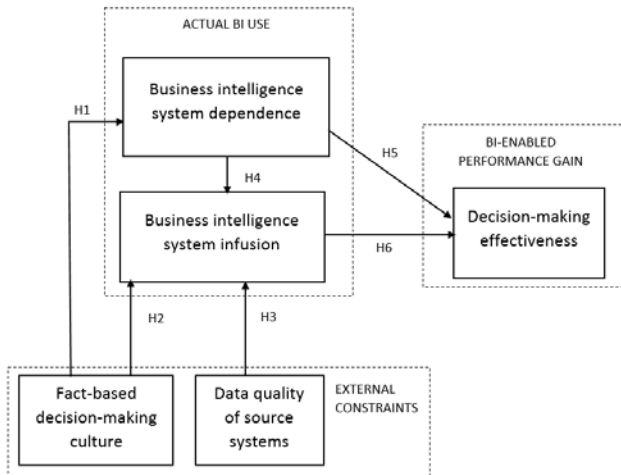 ACTUAL BI USE
Business intelligence
system dependence
H1
H5
BI-ENABLED
PERFORMANCE GAIN
H4
Business intelligence
system infusion
Decision-making
effectiveness
H6
H2
H3
Fact-based
decision-making
culture
Data quality
of source
systems
EXTERNAL
CONSTRAINTS